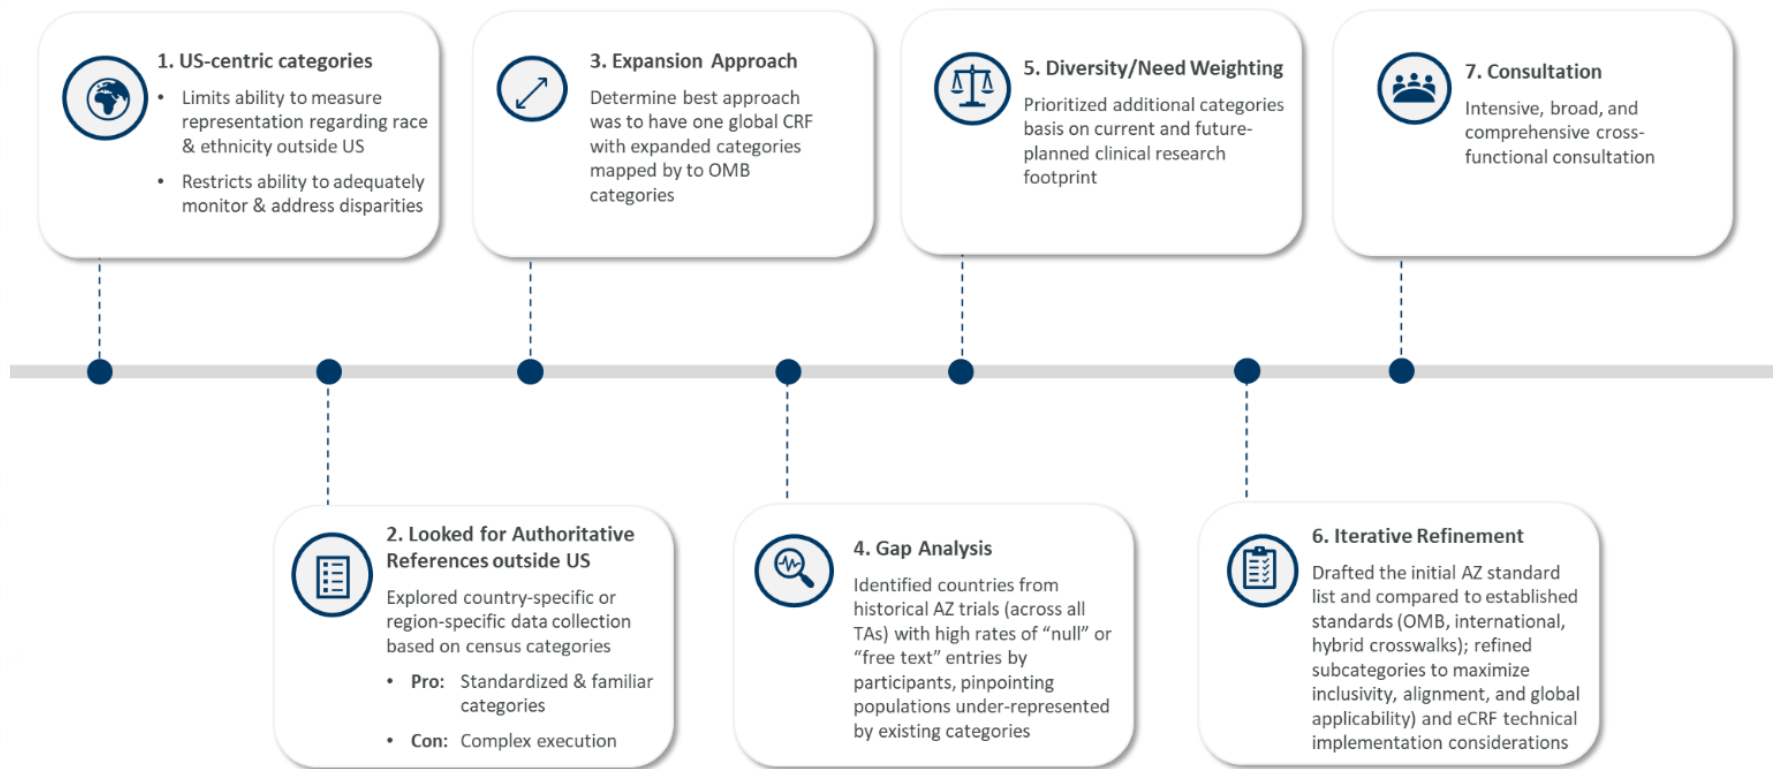 1. US-centric categories
• Limits ability to measure
representation regarding race
& ethnicity outside US
• Restricts ability to adequately
monitor & address disparities
2. Looked for Authoritative
References outside US
Explored country-specific or
region-specific data collection
based on census categories
• Pro: Standardized & familiar
categories
• Con: Complex execution
3. Expansion Approach
Determine best approach
was to have one global CRF
with expanded categories
mapped by to OMB
categories
4. Gap Analysis
Identified countries from
historical AZ trials (across all
TAs) with high rates of “null” or
“free text” entries by
participants, pinpointing
populations under-represented
by existing categories
5. Diversity/Need Weighting
Prioritized additional categories
basis on current and future-
planned clinical research
footprint
6. Iterative Refinement
Drafted the initial AZ standard
list and compared to established
standards (OMB, international,
hybrid crosswalks); refined
subcategories to maximize
inclusivity, alignment, and global
applicability) and eCRF technical
implementation considerations
7. Consultation
Intensive, broad, and
comprehensive cross-
functional consultation